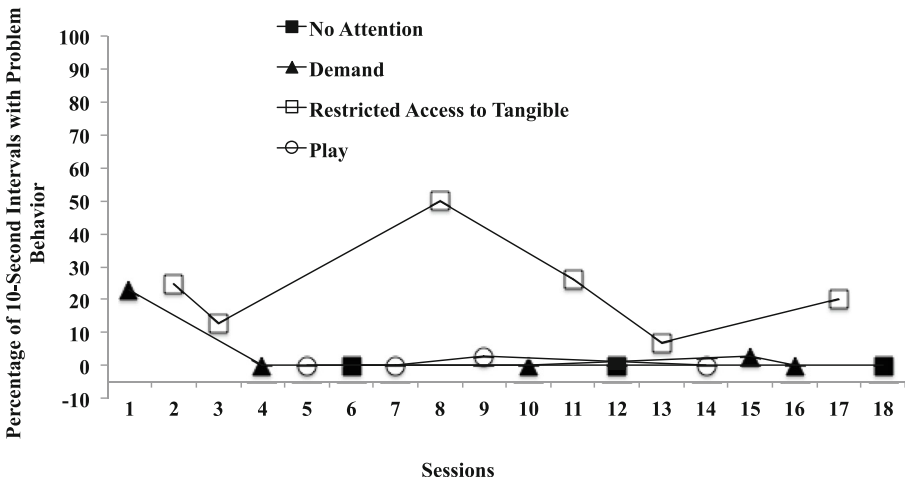 Percentage of 10-Second Intervals with Problem
Behavior
100
90
80
70
60
50
40
30
20
10
0
-10
No Attention
Demand
Restricted Access to Tangible
Play
1 2 3 4 5 6 7 8 9 10 11 12 13 14 15 16 17 18
Sessions